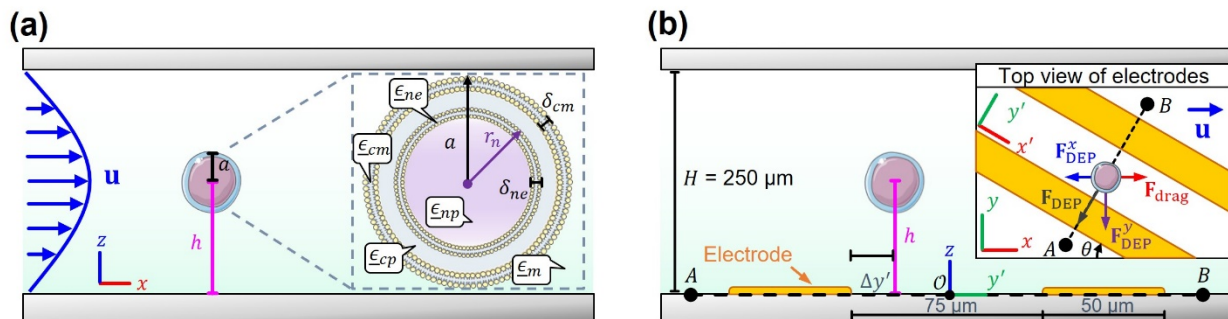 (a)
ϵ_ne
δ_cm
a
r_n
ϵ_cm
a
u
δ_ne
h
ϵ_np
z
x
ϵ_cp
ϵ_m
(b)
Top view of electrodes
y′
B
u
x′
F_DEP^x
H = 250 μm
F_drag
F_DEP
h
y
F_DEP^y
A
θ
x
Electrode
z
A
Δy′
O
y′
B
75 μm
50 μm